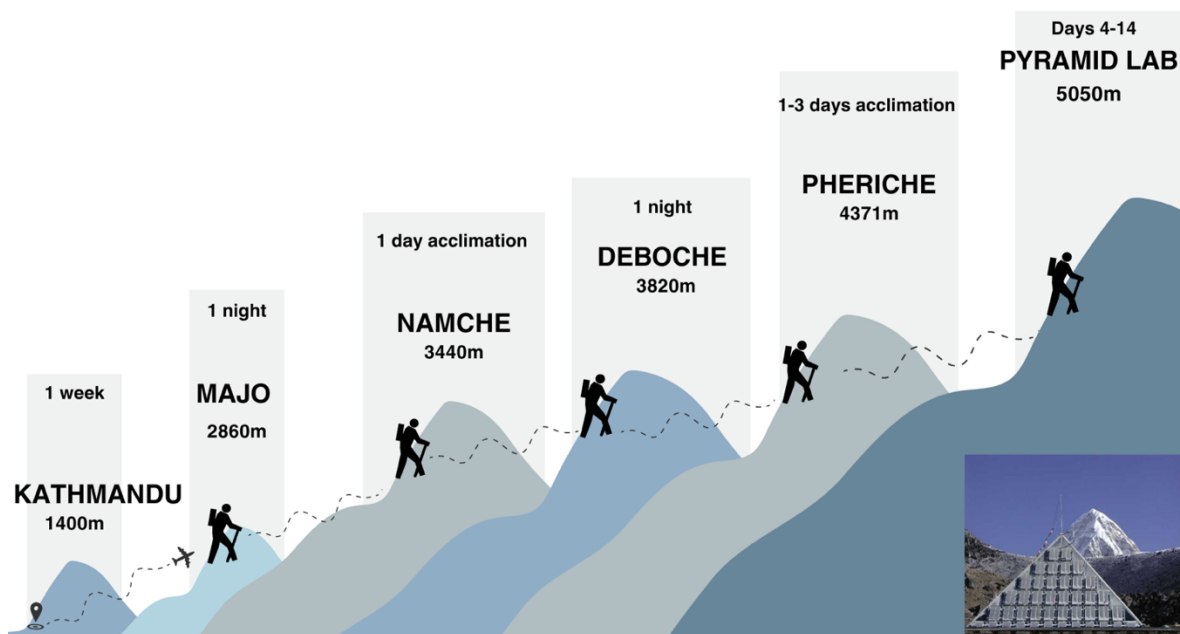 1 week
KATHMANDU
1400m
1 night
MAJO
2860m
1 day acclimation
NAMCHE
3440m
1 night
DEBOCHE
3820m
1-3 days acclimation
PHERICHE
4371m
Days 4-14
PYRAMID LAB
5050m